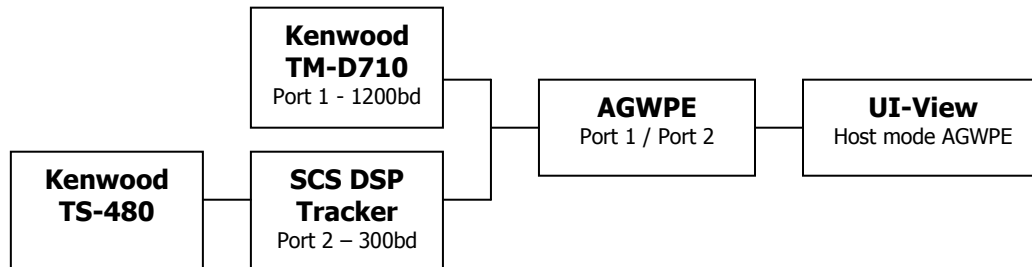 Kenwood
TM-D710
Port 1 - 1200bd
AGWPE
Port 1 / Port 2
UI-View
Host mode AGWPE
Kenwood
TS-480
SCS DSP
Tracker
Port 2 – 300bd